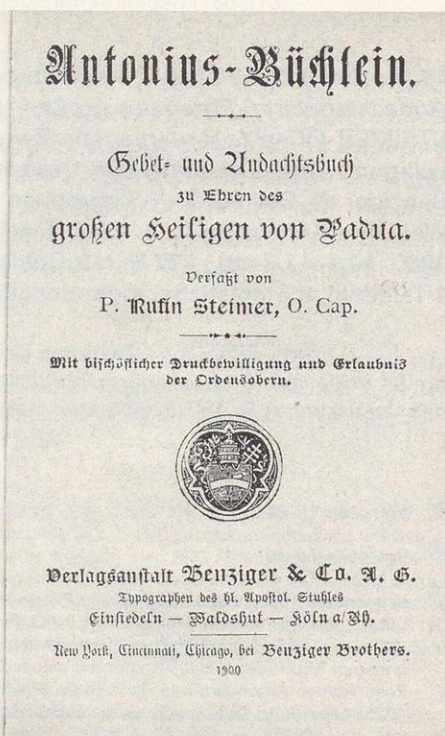 Antonius-Büchlein.
Gebet- und Andachtsbuch
zu Ehren des
großen Heiligen von Padua.
Verfaßt von
P. Rufin Steimer, O. Cap.
Mit bischöflicher Druckbewilligung und Erlaubnis
der Ordensobern.
Verlagsanstalt Benziger & Co. A. G.
Typographen des hl. Apostol. Stuhles
Einsiedeln — Waldshut — Köln a/Rh.
New York, Cincinnati, Chicago, bei Benziger Brothers.
1900